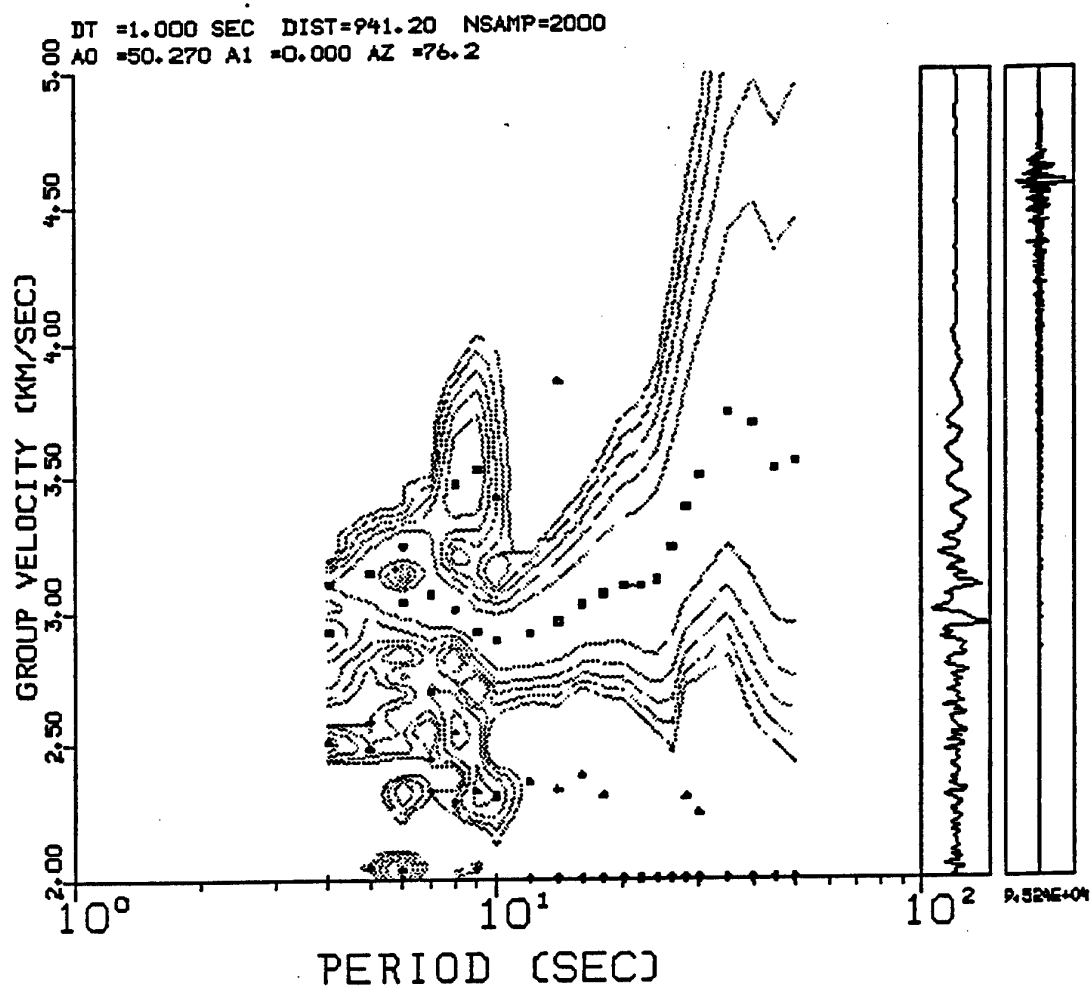 DT =1.000 SEC DIST=941.20 NSAMP=2000
A0 =50.270 A1 =0.000 AZ =76.2
5.00
4.50
4.00
3.50
3.00
2.50
2.00
GROUP VELOCITY (KM/SEC)
10⁰
10¹
10²
9.524E+04
PERIOD (SEC)